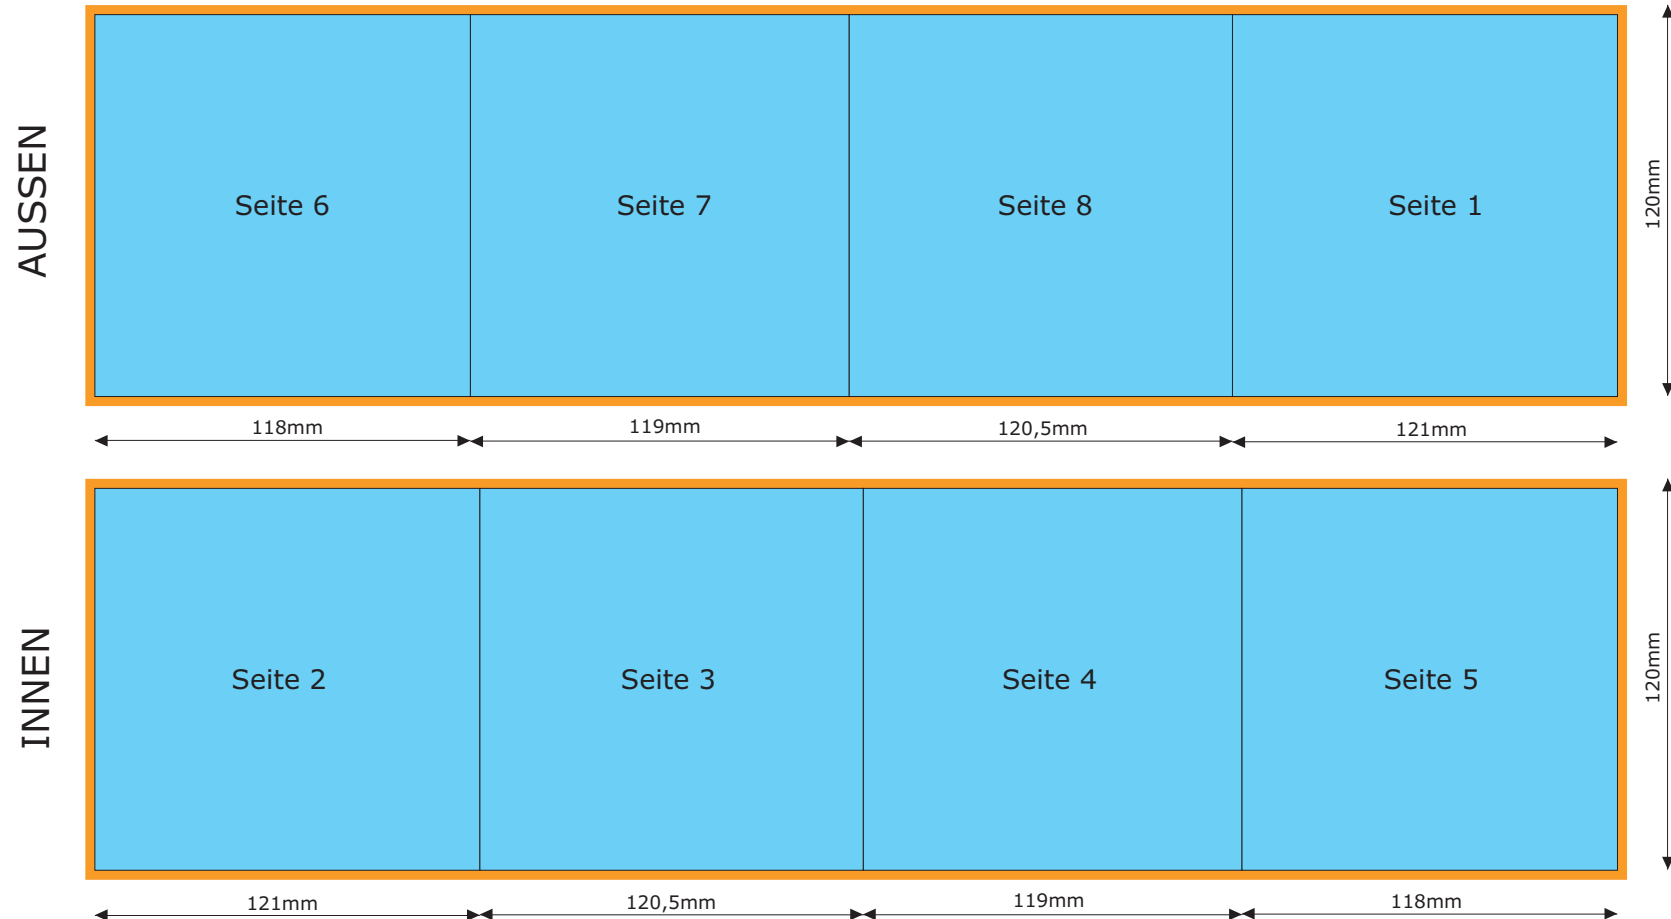 AUSSEN
Seite 6
Seite 7
Seite 8
Seite 1
120mm
118mm
119mm
120,5mm
121mm
INNEN
Seite 2
Seite 3
Seite 4
Seite 5
120mm
121mm
120,5mm
119mm
118mm